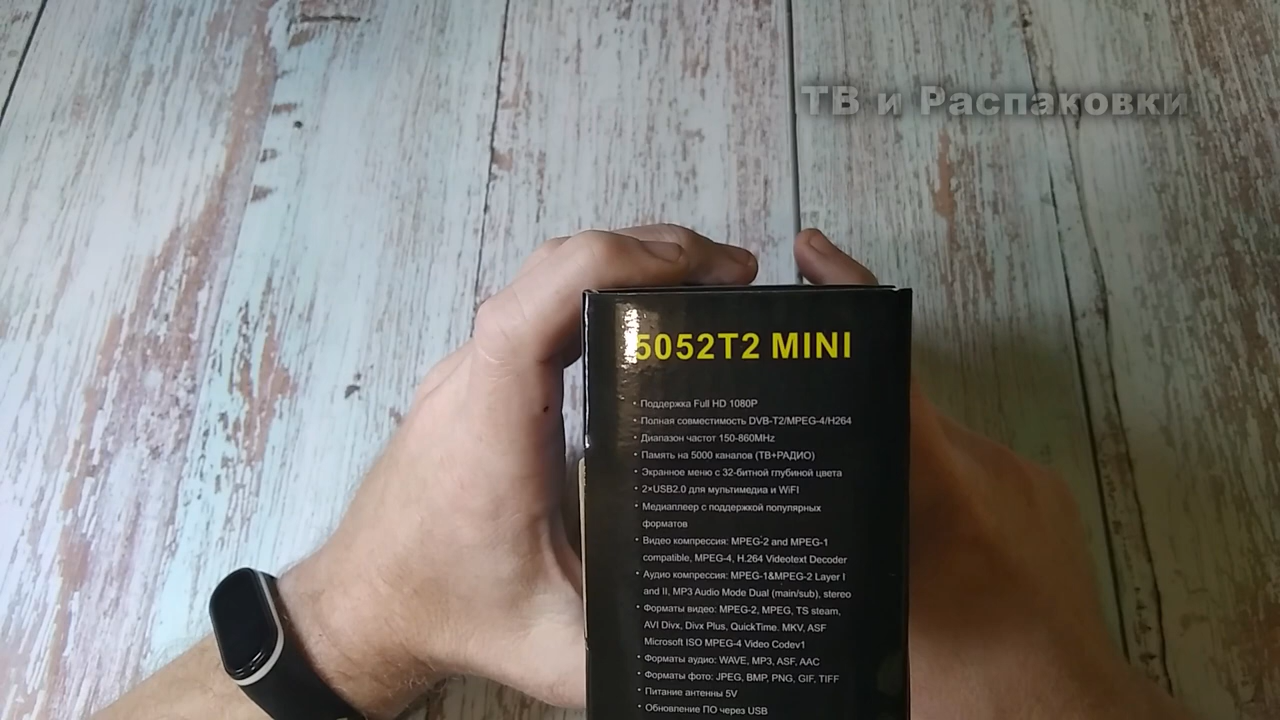 ТВ и Распаковки
5052T2 MINI
• Поддержка Full HD 1080P
• Полная совместимость DVB-T2/MPEG-4/H264
• Диапазон частот 150-860MHz
• Память на 5000 каналов (ТВ+РАДИО)
• Экранное меню с 32-битной глубиной цвета
• 2×USB2.0 для мультимедиа и WiFI
• Медиаплеер с поддержкой популярных
форматов
• Видео компрессия: MPEG-2 and MPEG-1
compatible, MPEG-4, H.264 Videotext Decoder
• Аудио компрессия: MPEG-1&MPEG-2 Layer I
and II, MP3 Audio Mode Dual (main/sub), stereo
• Форматы видео: MPEG-2, MPEG, TS steam,
AVI Divx, Divx Plus, QuickTime. MKV, ASF
Microsoft ISO MPEG-4 Video Codev1
• Форматы аудио: WAVE, MP3, ASF, AAC
• Форматы фото: JPEG, BMP, PNG, GIF, TIFF
• Питание антенны 5V
• Обновление ПО через USB